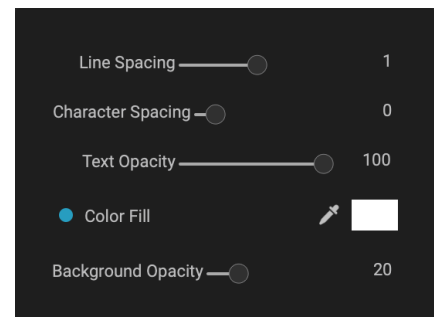 Line Spacing 1
Character Spacing 0
Text Opacity 100
Color Fill
Background Opacity 20